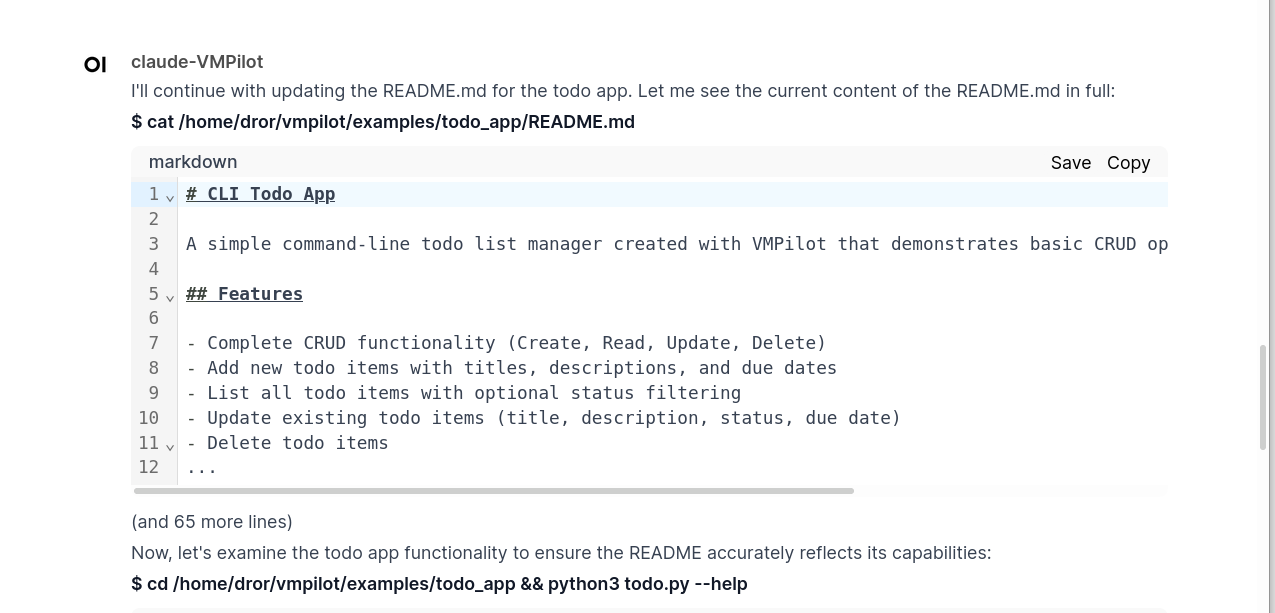 OI claude-VMPilot
I'll continue with updating the README.md for the todo app. Let me see the current content of the README.md in full:
$ cat /home/dror/vmpilot/examples/todo_app/README.md
markdown Save Copy
1 # CLI Todo App
2
3 A simple command-line todo list manager created with VMPilot that demonstrates basic CRUD op
4
5 ## Features
6
7 - Complete CRUD functionality (Create, Read, Update, Delete)
8 - Add new todo items with titles, descriptions, and due dates
9 - List all todo items with optional status filtering
10 - Update existing todo items (title, description, status, due date)
11 - Delete todo items
12 ...
(and 65 more lines)
Now, let's examine the todo app functionality to ensure the README accurately reflects its capabilities:
$ cd /home/dror/vmpilot/examples/todo_app && python3 todo.py --help